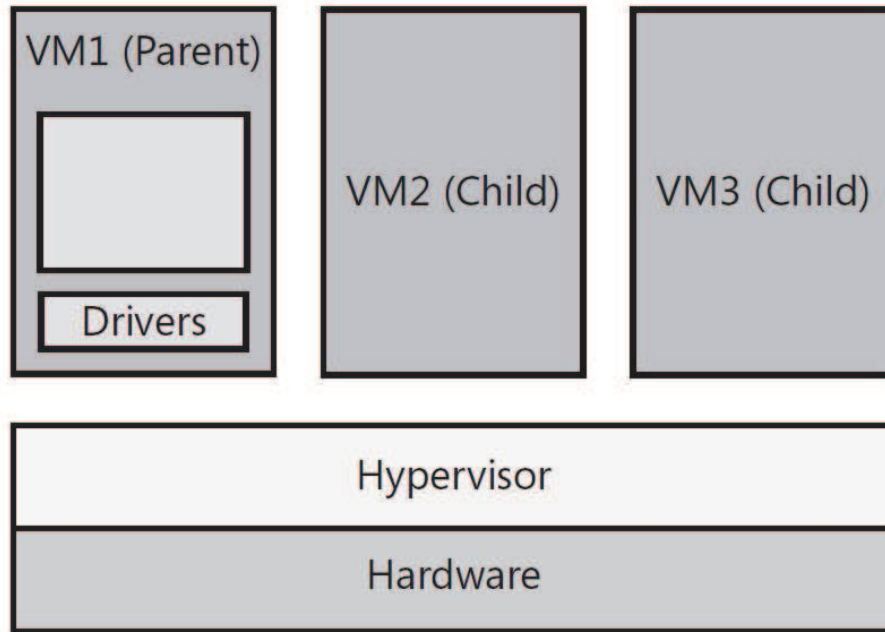 VM1 (Parent)
VM2 (Child)
VM3 (Child)
Drivers
Hypervisor
Hardware